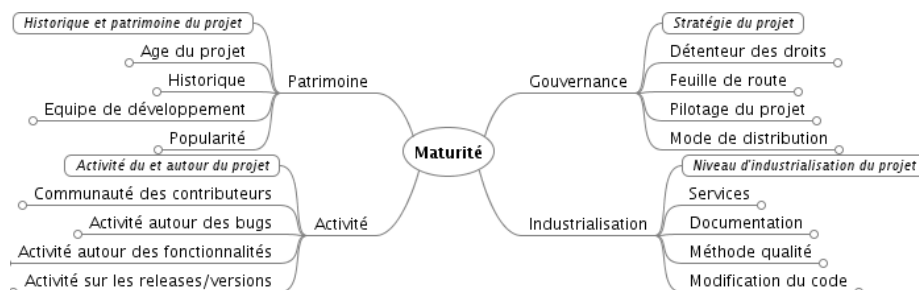 Historique et patrimoine du projet
Age du projet
Historique
Equipe de développement
Popularité
Patrimoine
Activité du et autour du projet
Communauté des contributeurs
Activité autour des bugs
Activité autour des fonctionnalités
Activité sur les releases/versions
Activité
Maturité
Stratégie du projet
Détenteur des droits
Feuille de route
Pilotage du projet
Mode de distribution
Gouvernance
Niveau d'industrialisation du projet
Services
Documentation
Méthode qualité
Modification du code
Industrialisation